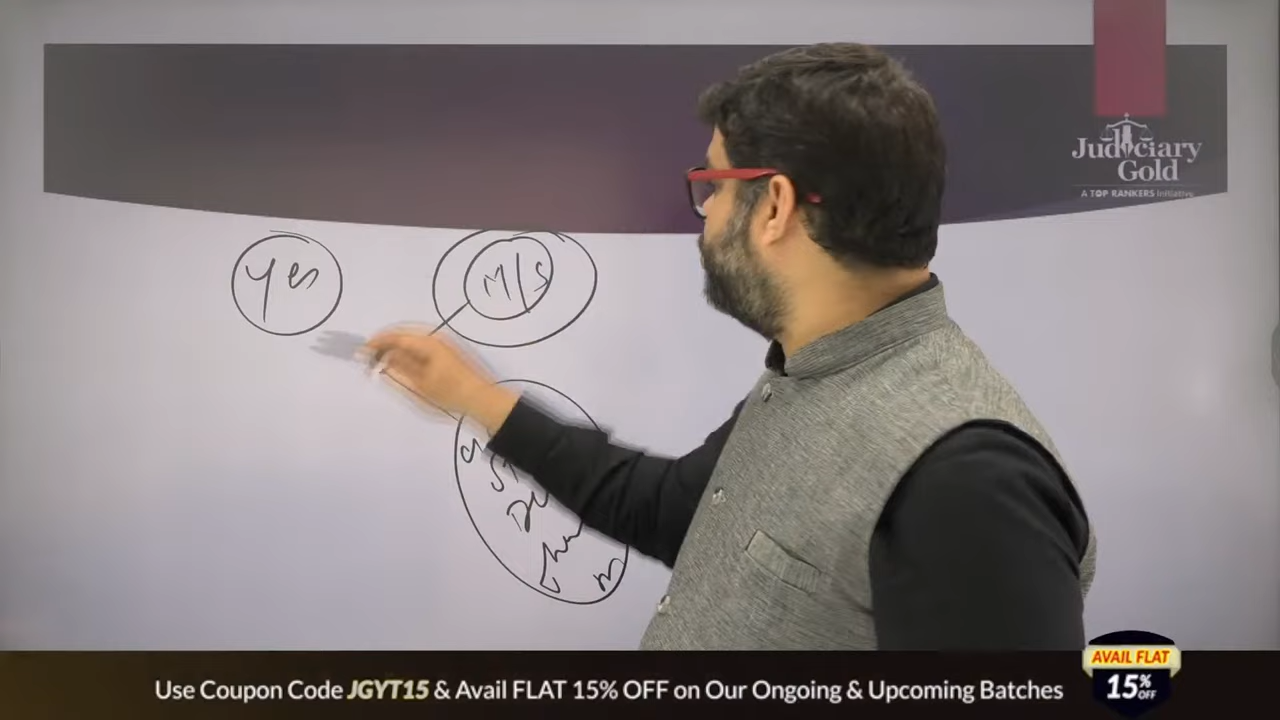 Judiciary
Gold
A TOP RANKERS Initiative
Yes
M/S
Use Coupon Code JGYT15 & Avail FLAT 15% OFF on Our Ongoing & Upcoming Batches
AVAIL FLAT
15% OFF